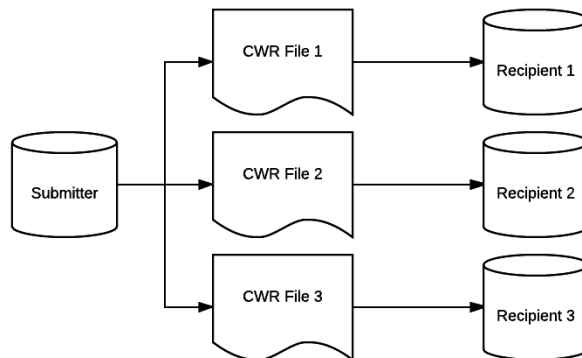 CWR File 1
Recipient 1
Submitter
CWR File 2
Recipient 2
CWR File 3
Recipient 3